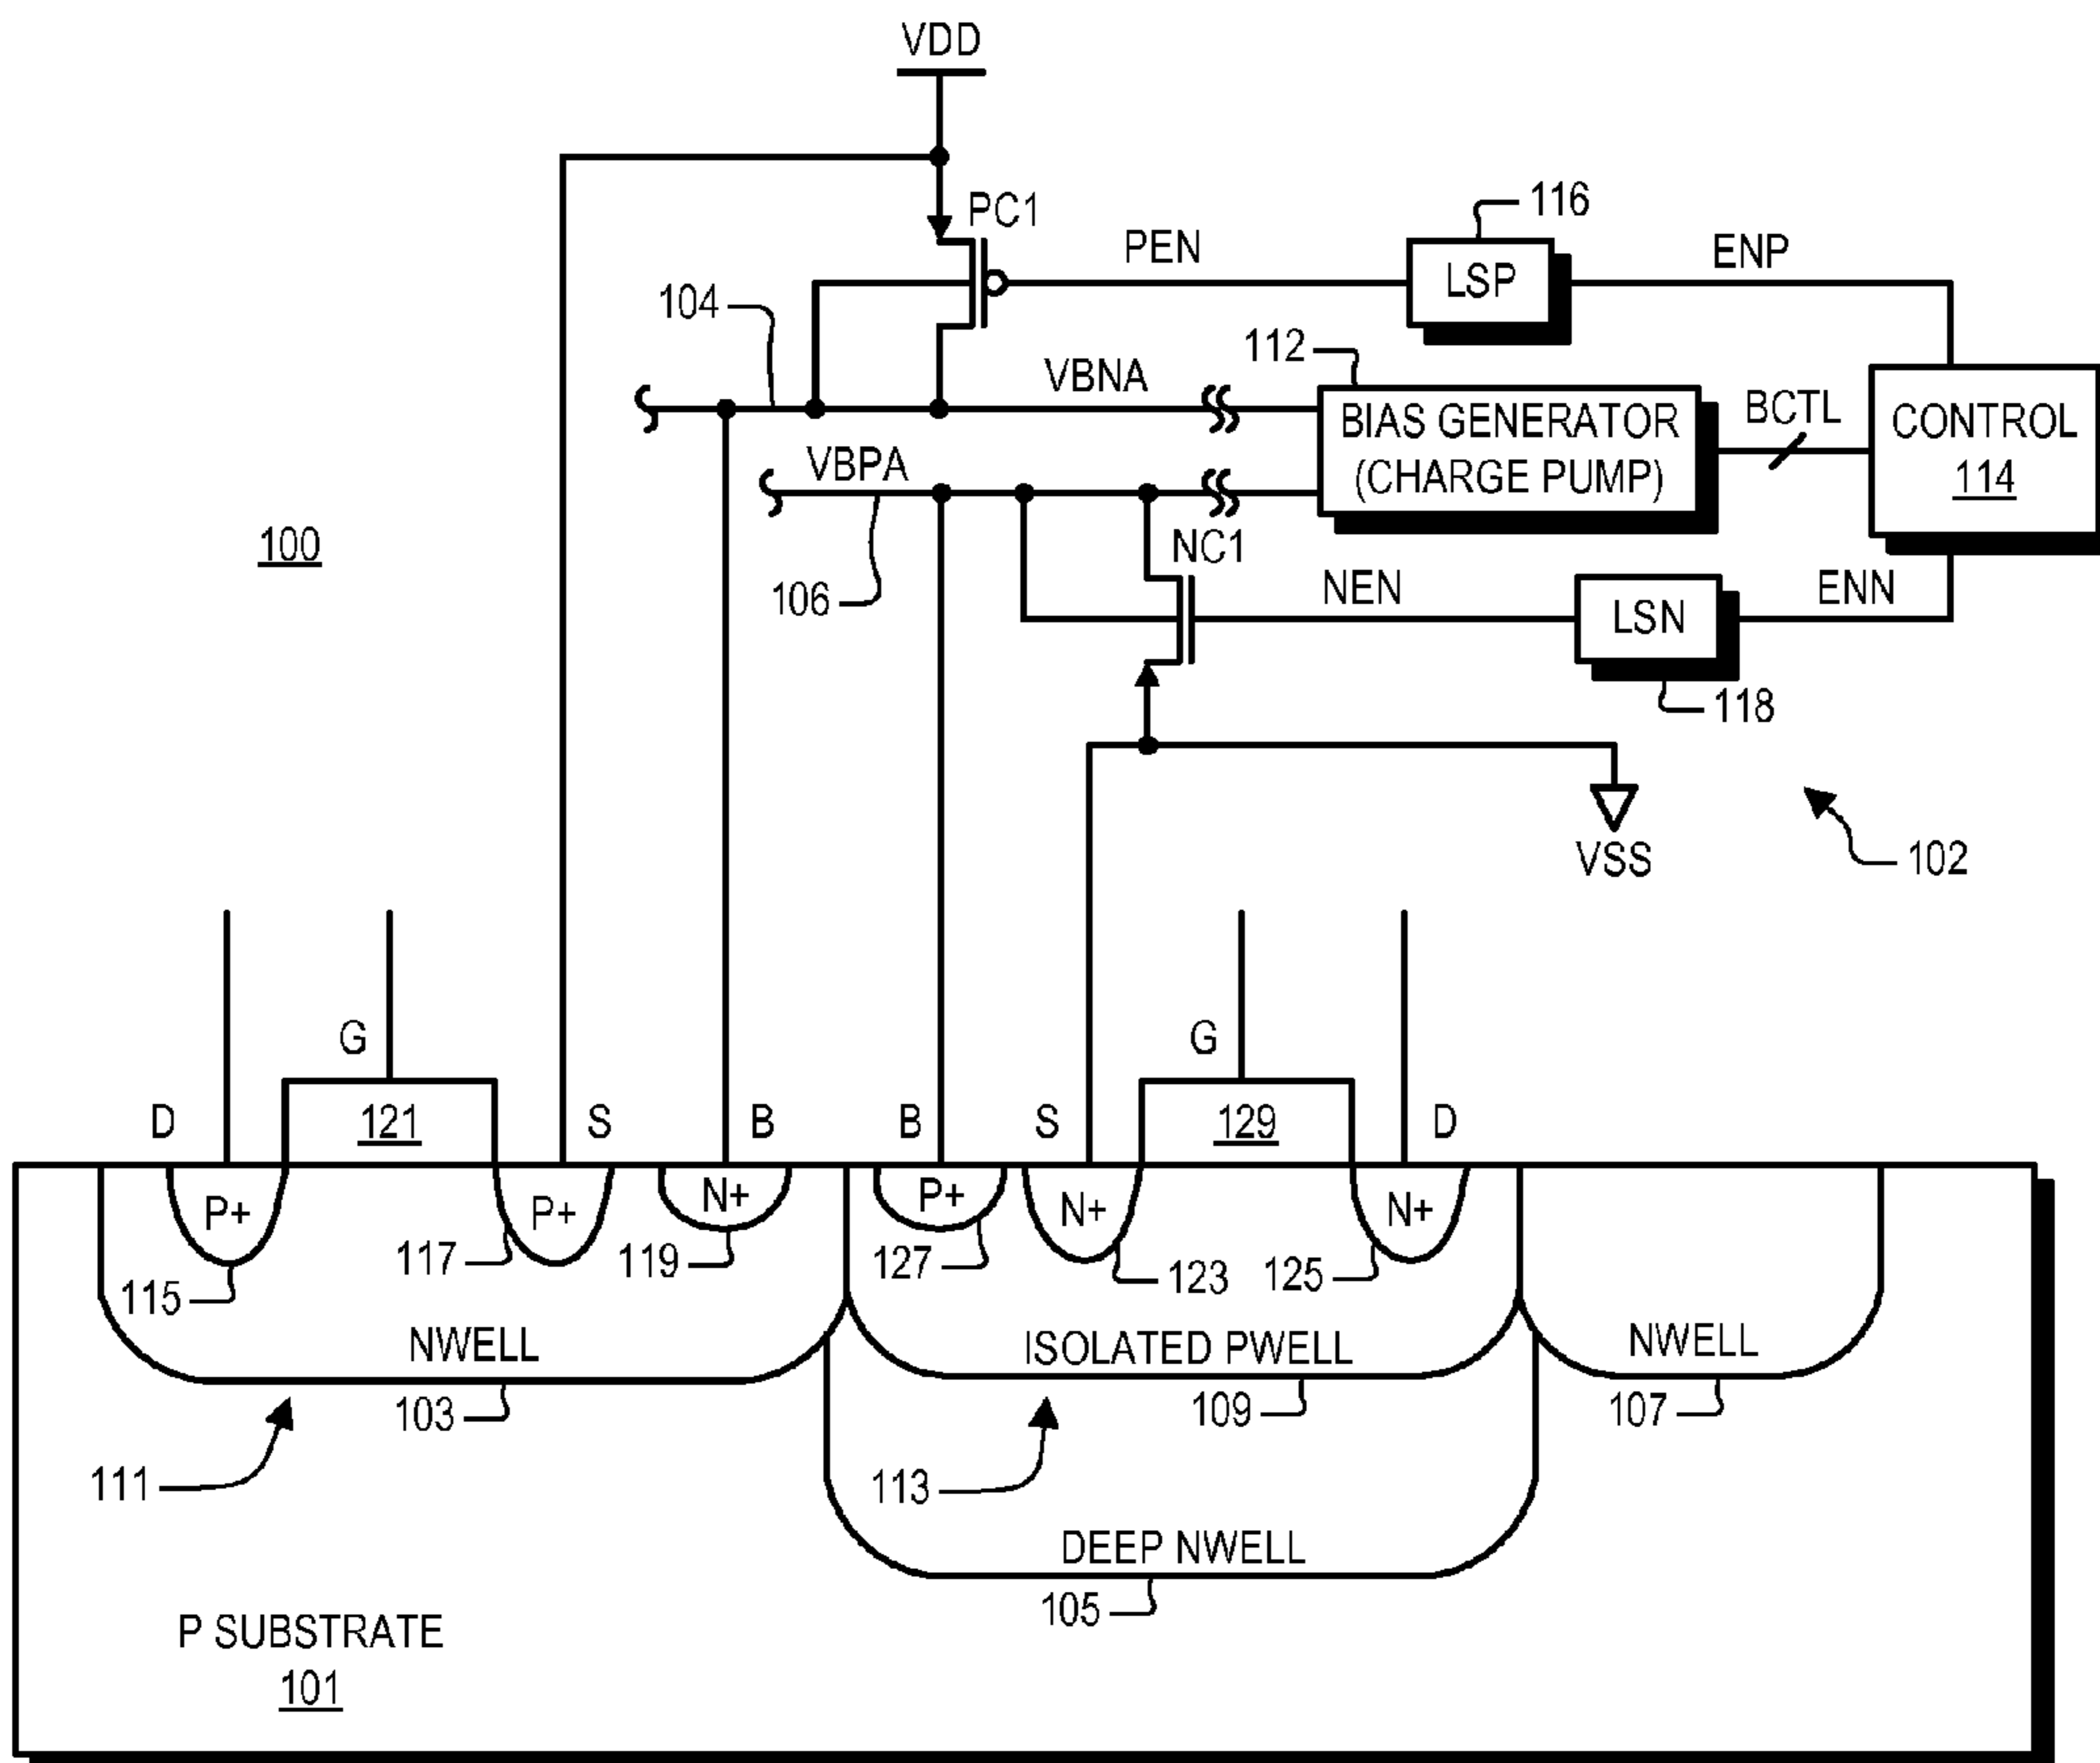 VDD
PC1
116
PEN
LSP
ENP
104
112
VBNA
BIAS GENERATOR
(CHARGE PUMP)
BCTL
CONTROL
114
VBPA
100
106
NC1
NEN
LSN
ENN
118
VSS
102
G
G
D
121
S
B
B
S
129
D
P+
P+
N+
P+
N+
N+
115
117
119
127
123
125
NWELL
ISOLATED PWELL
NWELL
103
109
107
111
113
DEEP NWELL
105
P SUBSTRATE
101